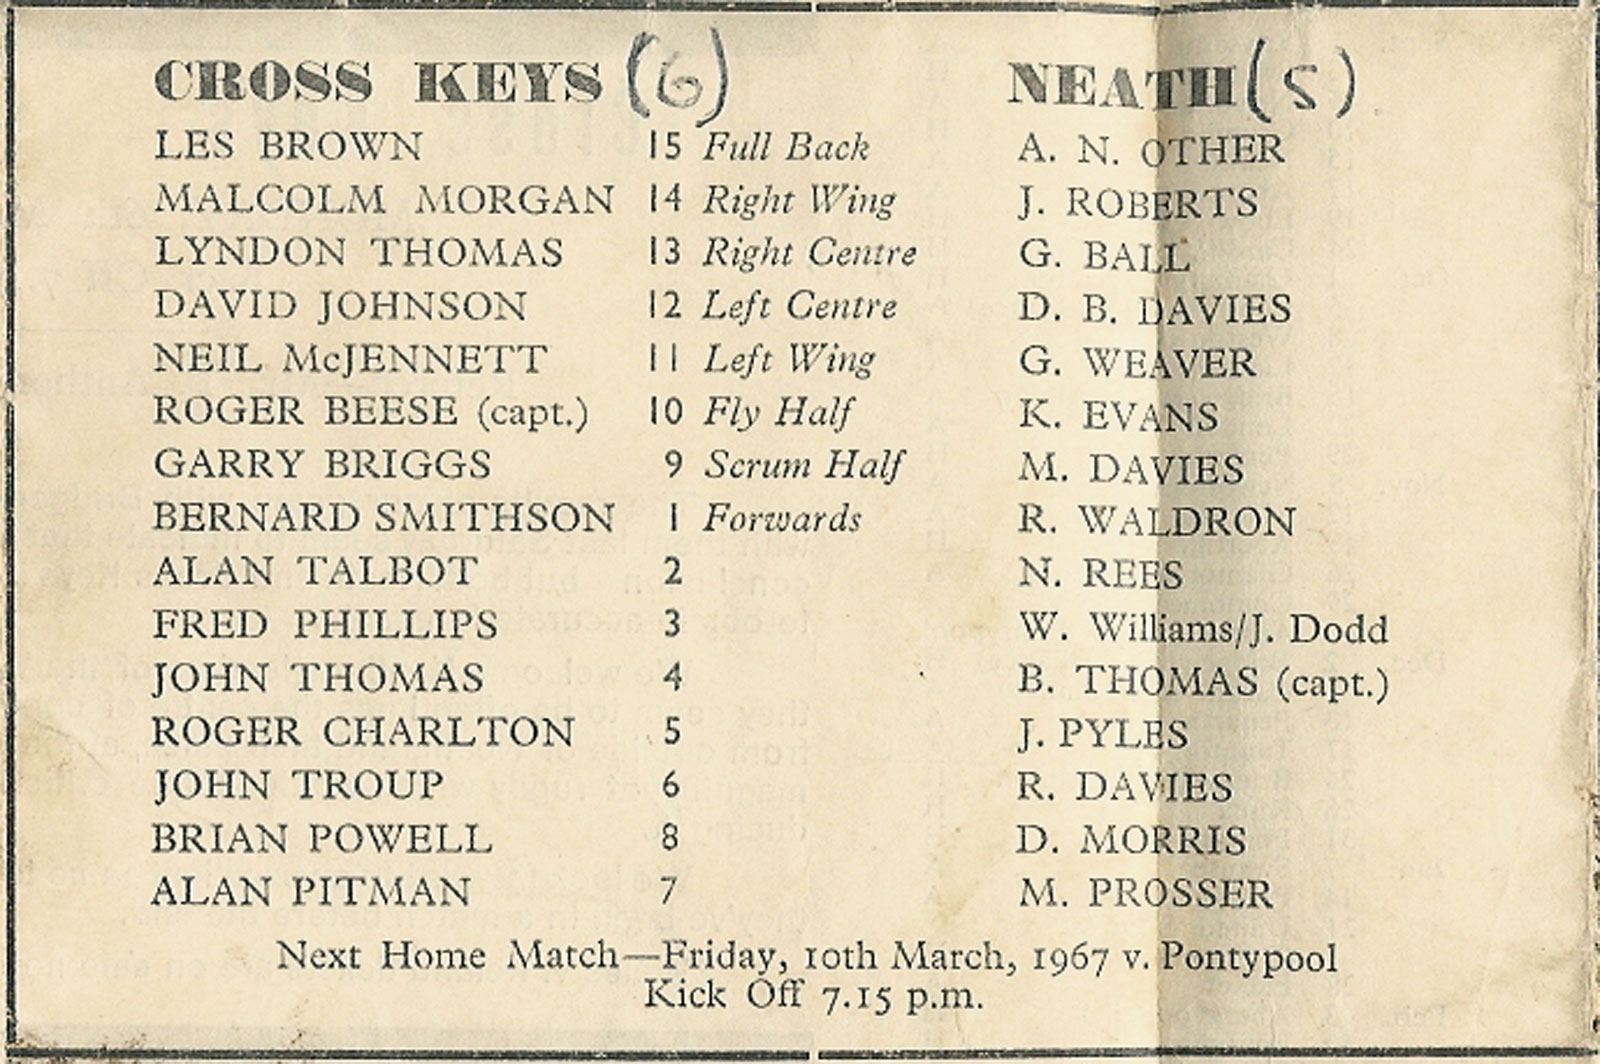 CROSS KEYS (6) NEATH (5)
LES BROWN 15 Full Back A. N. OTHER
MALCOLM MORGAN 14 Right Wing J. ROBERTS
LYNDON THOMAS 13 Right Centre G. BALL
DAVID JOHNSON 12 Left Centre D. B. DAVIES
NEIL McJENNETT 11 Left Wing G. WEAVER
ROGER BEESE (capt.) 10 Fly Half K. EVANS
GARRY BRIGGS 9 Scrum Half M. DAVIES
BERNARD SMITHSON 1 Forwards R. WALDRON
ALAN TALBOT 2 N. REES
FRED PHILLIPS 3 W. Williams/J. Dodd
JOHN THOMAS 4 B. THOMAS (capt.)
ROGER CHARLTON 5 J. PYLES
JOHN TROUP 6 R. DAVIES
BRIAN POWELL 8 D. MORRIS
ALAN PITMAN 7 M. PROSSER
Next Home Match—Friday, 10th March, 1967 v. Pontypool
Kick Off 7.15 p.m.